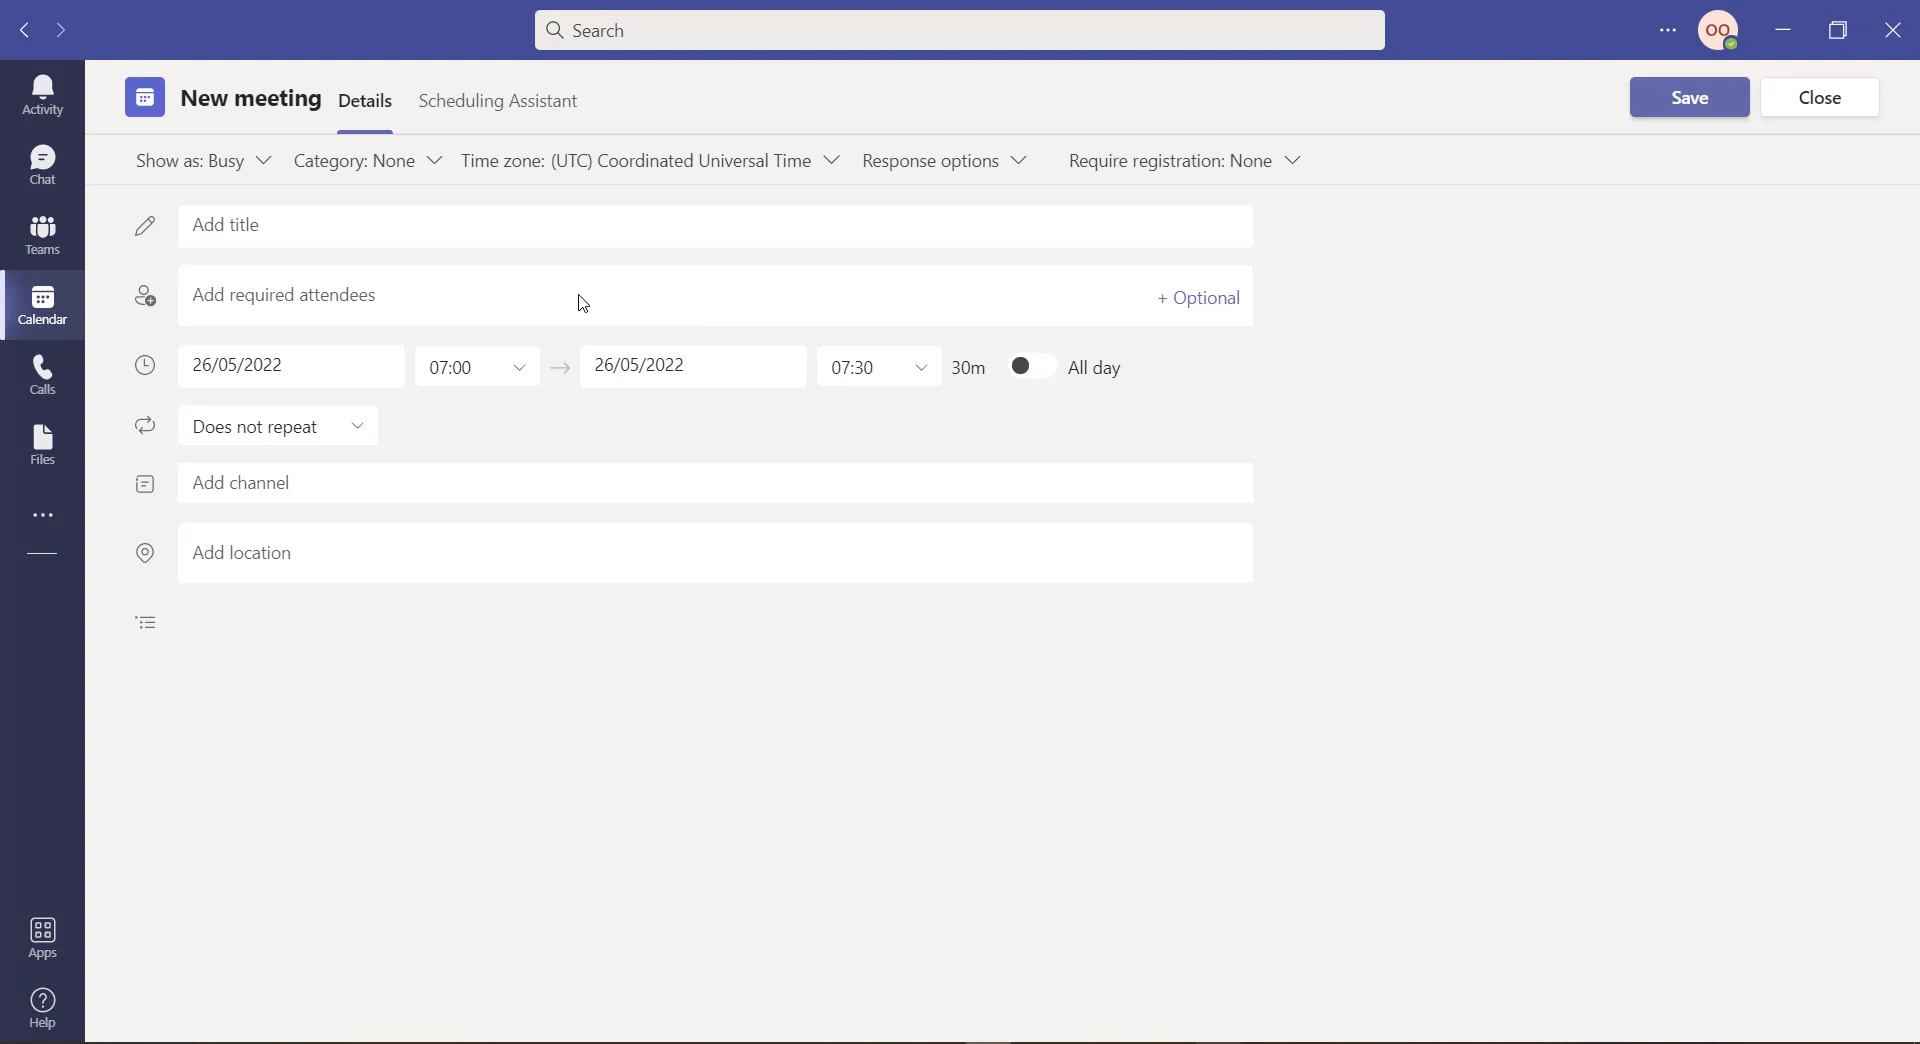 Search
OO
Activity
Chat
Teams
Calendar
Calls
Files
Apps
Help
New meeting Details Scheduling Assistant
Save Close
Show as: Busy Category: None Time zone: (UTC) Coordinated Universal Time Response options Require registration: None
Add title
Add required attendees + Optional
26/05/2022 07:00 26/05/2022 07:30 30m All day
Does not repeat
Add channel
Add location